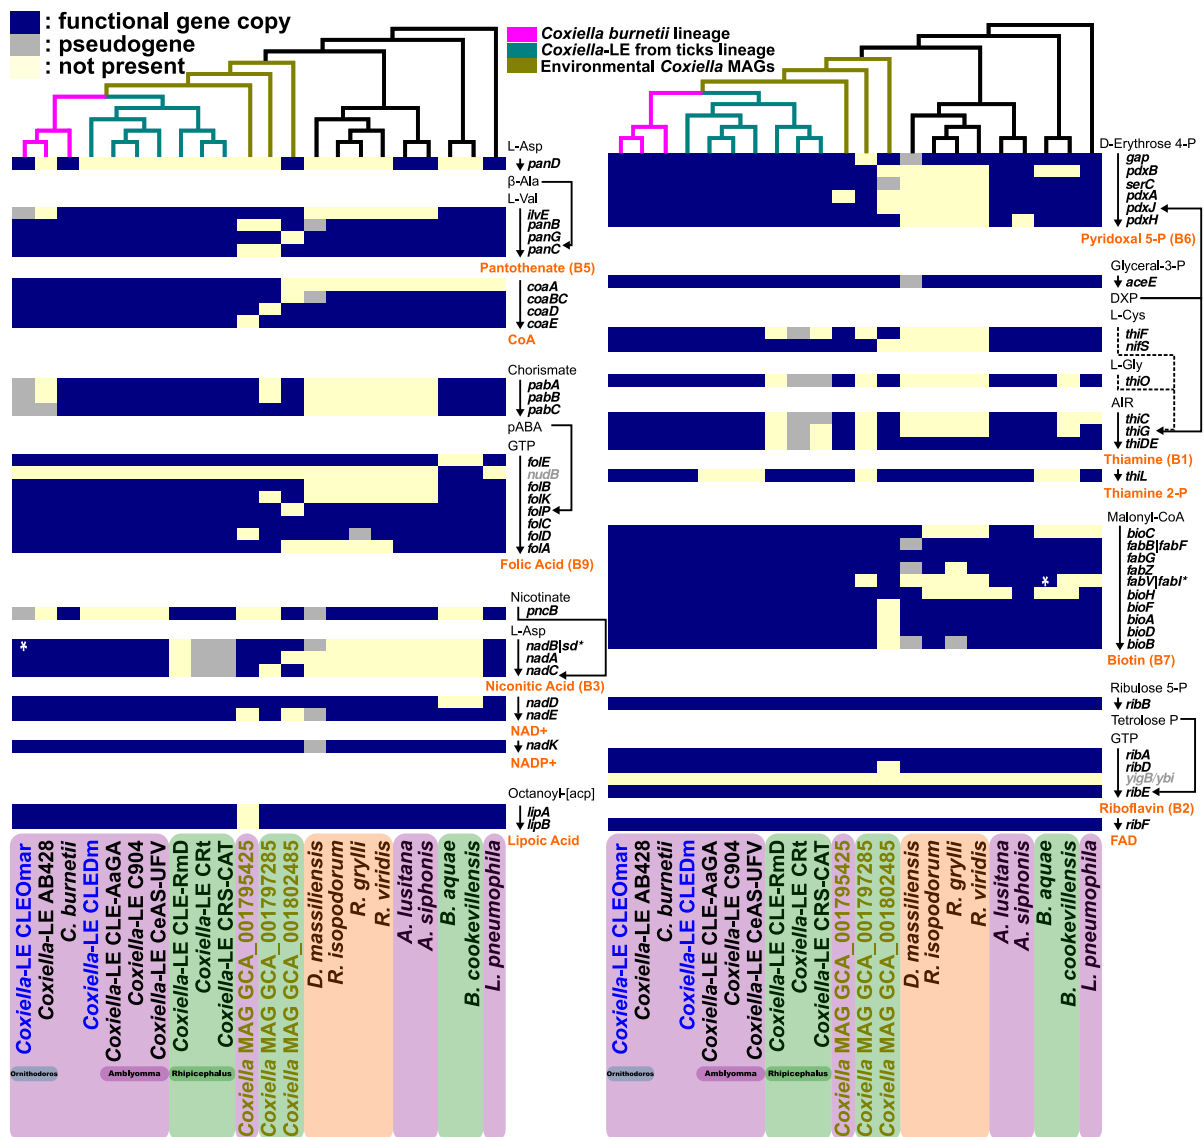 : functional gene copy
: pseudogene
: not present
Coxiella burnetii lineage
Coxiella-LE from ticks lineage
Environmental Coxiella MAGs
L-Asp
panD
β-Ala
L-Val
ilvE
panB
panG
panC
Pantothenate (B5)
coaA
coaBC
coaD
coaE
CoA
Chorismate
pabA
pabB
pabC
pABA
GTP
folE
nudB
folB
folK
folP
folC
folD
folA
Folic Acid (B9)
Nicotinate
pncB
L-Asp
*
nadB|sd*
nadA
nadC
Niconitic Acid (B3)
nadD
nadE
NAD+
nadK
NADP+
Octanoyl-[acp]
lipA
lipB
Lipoic Acid
Coxiella-LE CLEOmar
Coxiella-LE AB428
C. burnetii
Coxiella-LE CLEDm
Coxiella-LE CLE-AaGA
Coxiella-LE C904
Coxiella-LE CeAS-UFV
Coxiella-LE CLE-RmD
Coxiella-LE CRt
Coxiella-LE CRS-CAT
Coxiella MAG GCA_001795425
Coxiella MAG GCA_001797285
Coxiella MAG GCA_001802485
D. massiliensis
R. isopodorum
R. grylli
R. viridis
A. lusitana
A. siphonis
B. aquae
B. cookevillensis
L. pneumophila
Ornithodoros
Amblyomma
Rhipicephalus
D-Erythrose 4-P
gap
pdxB
serC
pdxA
pdxJ
pdxH
Pyridoxal 5-P (B6)
Glyceral-3-P
aceE
DXP
L-Cys
thiF
nifS
L-Gly
thiO
AIR
thiC
thiG
thiDE
Thiamine (B1)
thiL
Thiamine 2-P
Malonyl-CoA
bioC
fabB|fabF
fabG
fabZ
*
fabV|fabI*
bioH
bioF
bioA
bioD
bioB
Biotin (B7)
Ribulose 5-P
ribB
Tetrolose P
GTP
ribA
ribD
yigB/ybi
ribE
Riboflavin (B2)
ribF
FAD
Coxiella-LE CLEOmar
Coxiella-LE AB428
C. burnetii
Coxiella-LE CLEDm
Coxiella-LE CLE-AaGA
Coxiella-LE C904
Coxiella-LE CeAS-UFV
Coxiella-LE CLE-RmD
Coxiella-LE CRt
Coxiella-LE CRS-CAT
Coxiella MAG GCA_001795425
Coxiella MAG GCA_001797285
Coxiella MAG GCA_001802485
D. massiliensis
R. isopodorum
R. grylli
R. viridis
A. lusitana
A. siphonis
B. aquae
B. cookevillensis
L. pneumophila
Ornithodoros
Amblyomma
Rhipicephalus